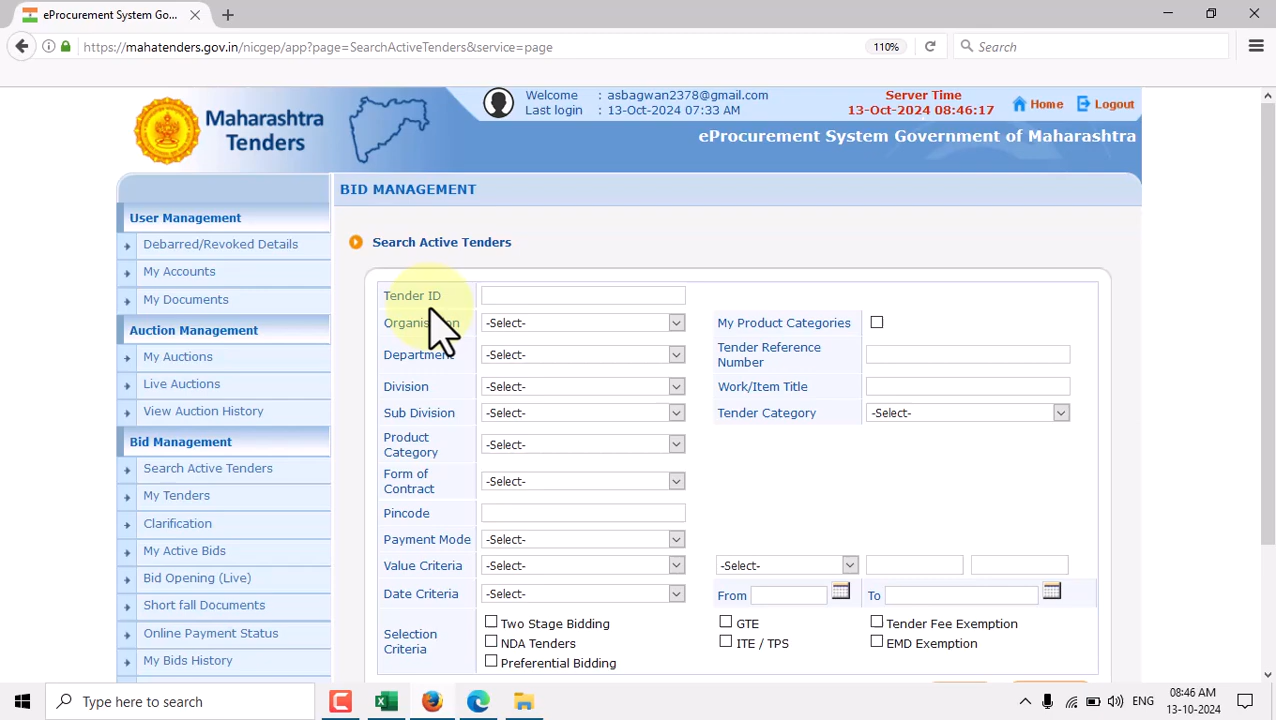 eProcurement System Go...
https://mahatenders.gov.in/nicgep/app?page=SearchActiveTenders&service=page
110%
Search
Maharashtra
Tenders
Welcome : asbagwan2378@gmail.com
Last login : 13-Oct-2024 07:33 AM
Server Time
13-Oct-2024 08:46:17
Home
Logout
eProcurement System Government of Maharashtra
User Management
Debarred/Revoked Details
My Accounts
My Documents
Auction Management
My Auctions
Live Auctions
View Auction History
Bid Management
Search Active Tenders
My Tenders
Clarification
My Active Bids
Bid Opening (Live)
Short fall Documents
Online Payment Status
My Bids History
BID MANAGEMENT
Search Active Tenders
Tender ID
Organisation -Select- My Product Categories
Department -Select- Tender Reference Number
Division -Select- Work/Item Title
Sub Division -Select- Tender Category -Select-
Product Category -Select-
Form of Contract -Select-
Pincode
Payment Mode -Select-
Value Criteria -Select- -Select-
Date Criteria -Select- From To
Selection Criteria
Two Stage Bidding GTE Tender Fee Exemption
NDA Tenders ITE / TPS EMD Exemption
Preferential Bidding
Type here to search
ENG
08:46 AM
13-10-2024